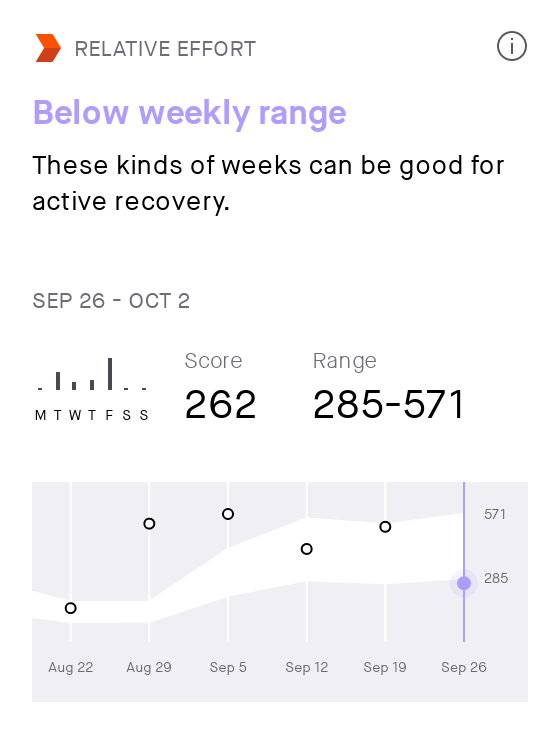 RELATIVE EFFORT
Below weekly range
These kinds of weeks can be good for
active recovery.
SEP 26 - OCT 2
Score
Range
262
285-571
M T W T F S S
571
285
Aug 22
Aug 29
Sep 5
Sep 12
Sep 19
Sep 26